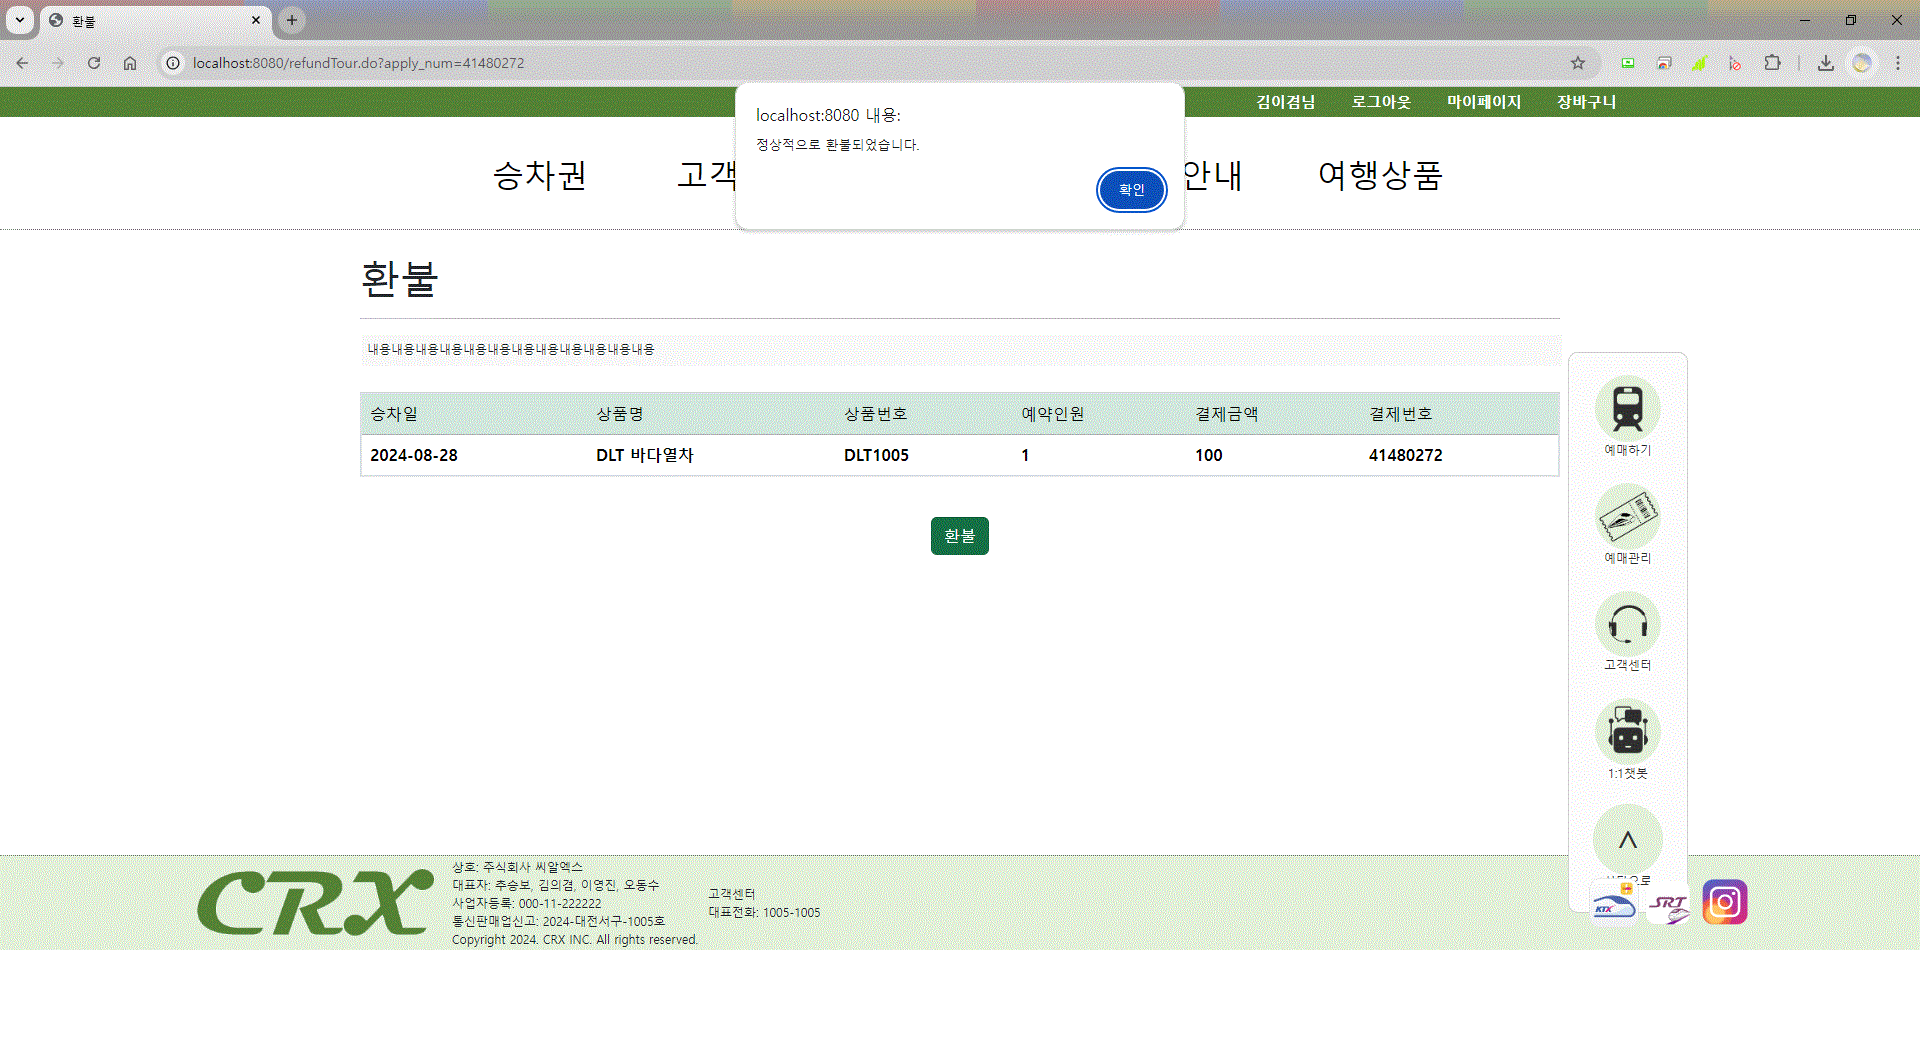 환불
localhost:8080/refundTour.do?apply_num=41480272
김이겸님 로그아웃 마이페이지 장바구니
localhost:8080 내용:
정상적으로 환불되었습니다.
확인
승차권 고객 안내 여행상품
환불
내용내용내용내용내용내용내용내용내용내용내용내용
승차일 상품명 상품번호 예약인원 결제금액 결제번호
2024-08-28 DLT 바다열차 DLT1005 1 100 41480272
환불
예매하기
예매관리
고객센터
1:1챗봇
CRX
상호: 주식회사 씨알엑스
대표자: 추승보, 김의겸, 이영진, 오동수
사업자등록: 000-11-222222
통신판매업신고: 2024-대전서구-1005호
Copyright 2024. CRX INC. All rights reserved.
고객센터
대표전화: 1005-1005
KTX SRT